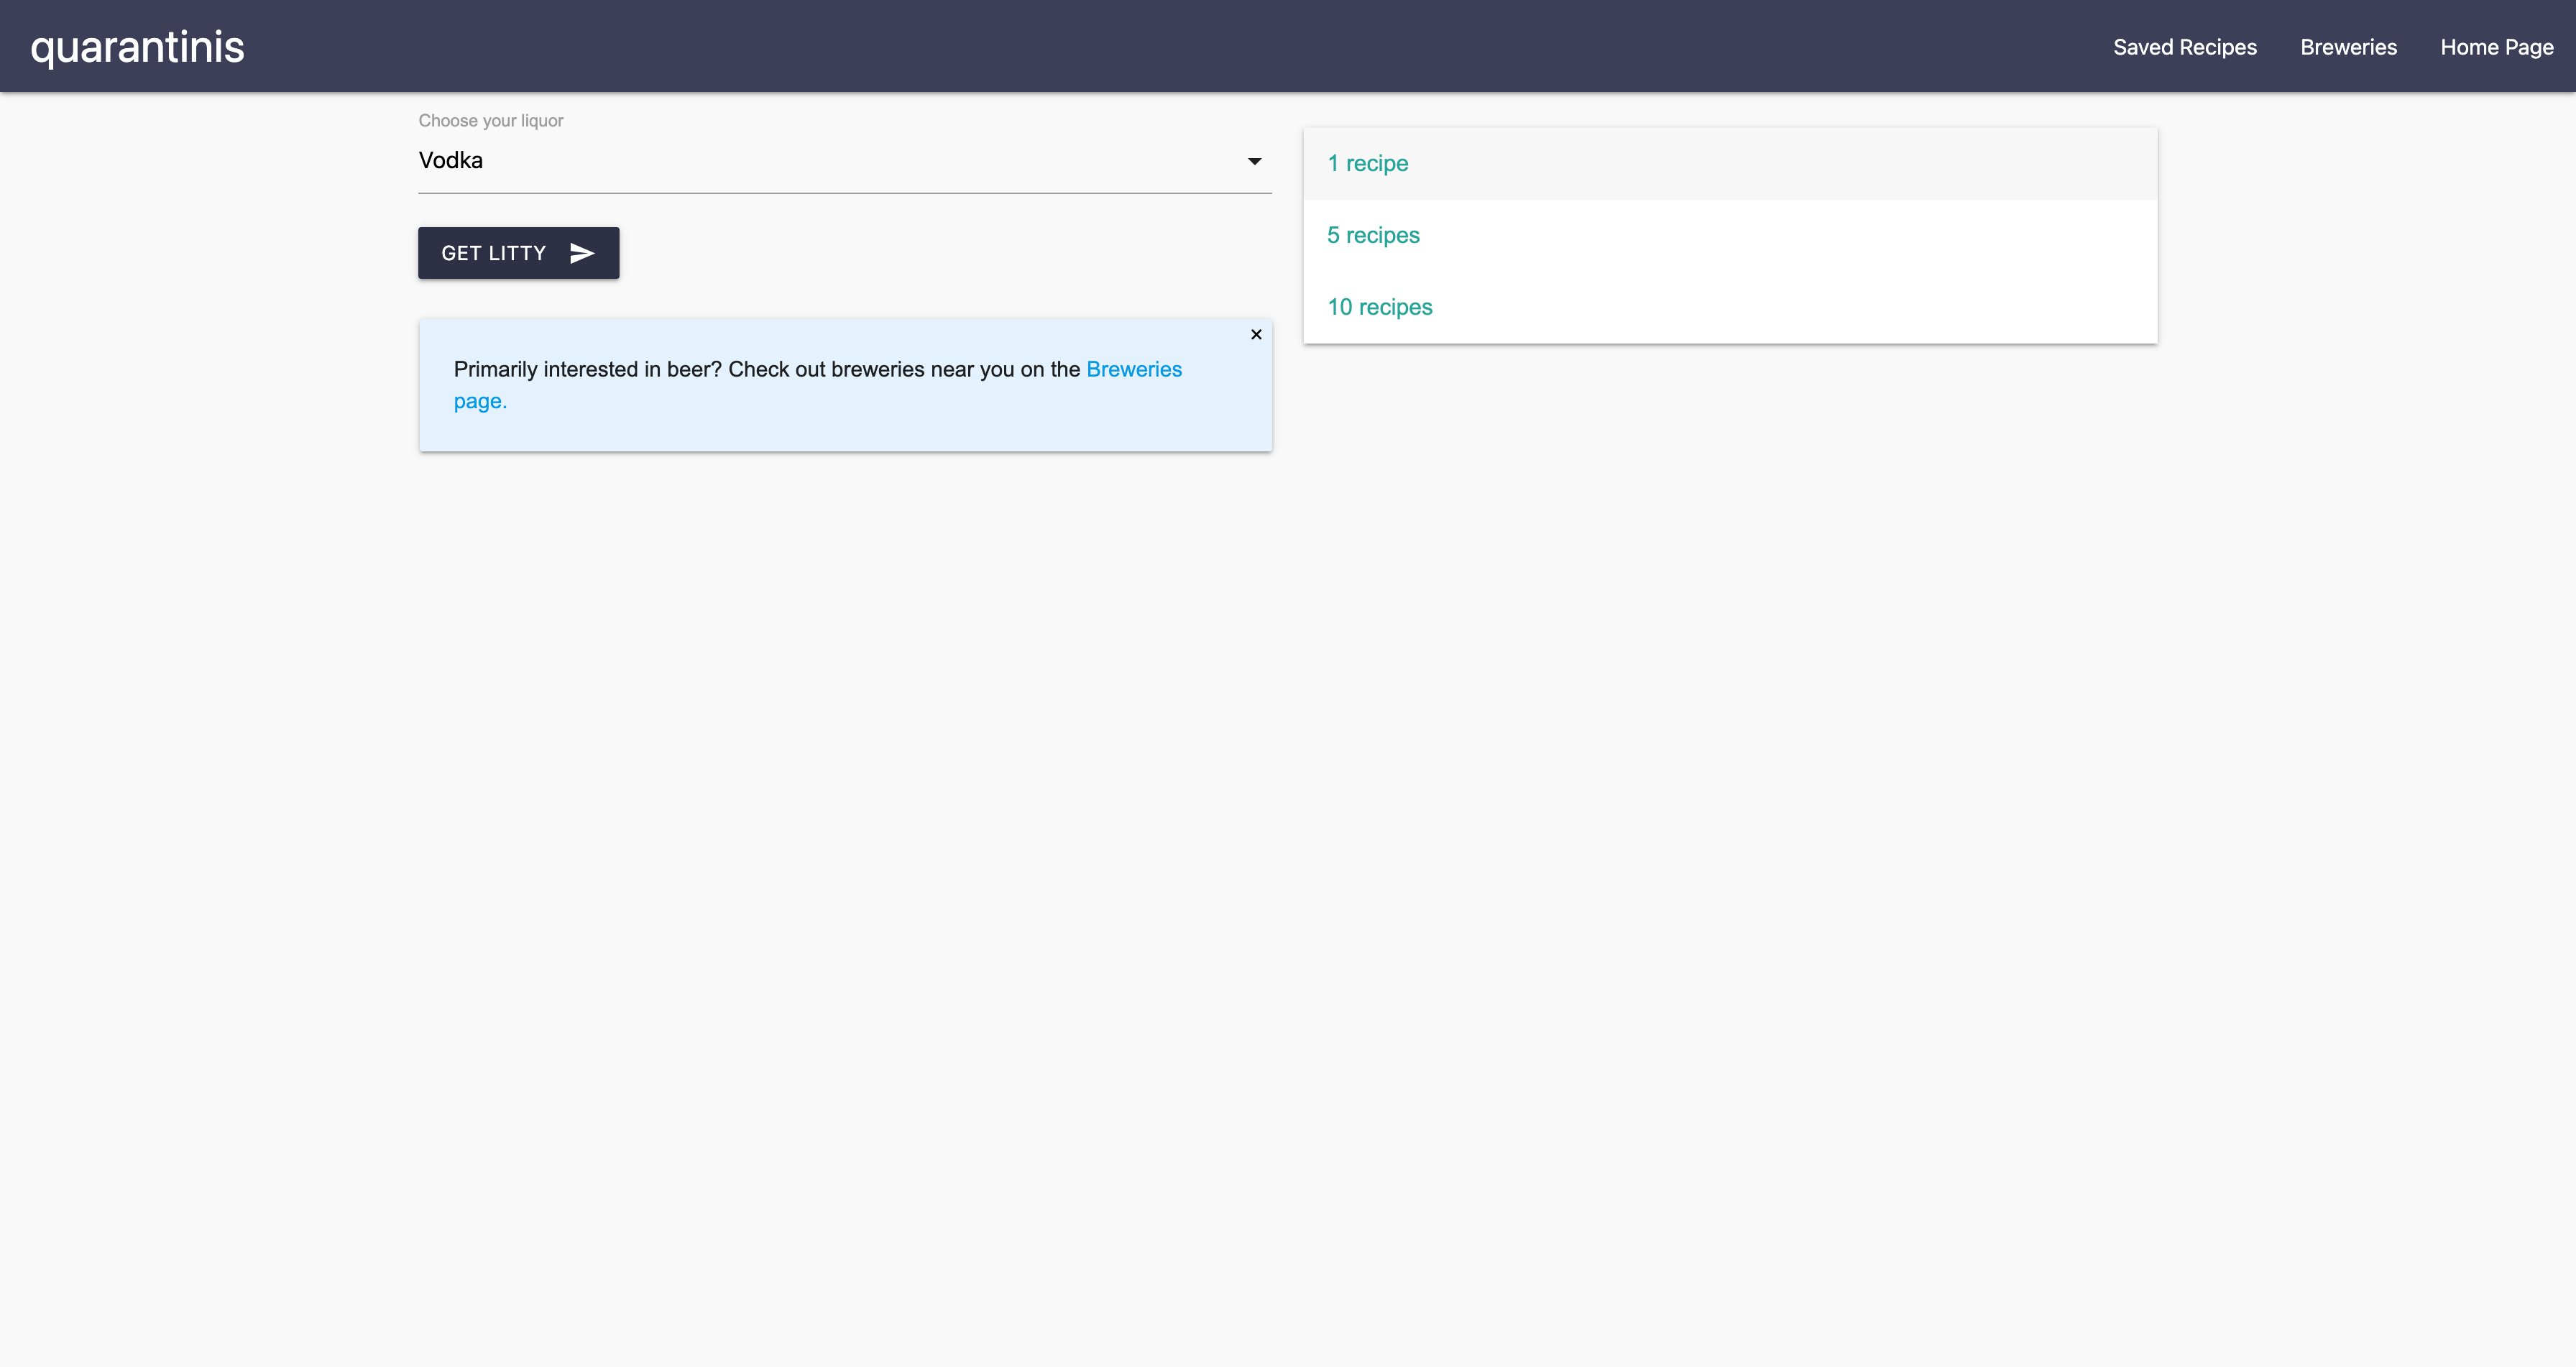 quarantinis
Saved Recipes
Breweries
Home Page
Choose your liquor
Vodka
GET LITTY
Primarily interested in beer? Check out breweries near you on the Breweries
page.
1 recipe
5 recipes
10 recipes